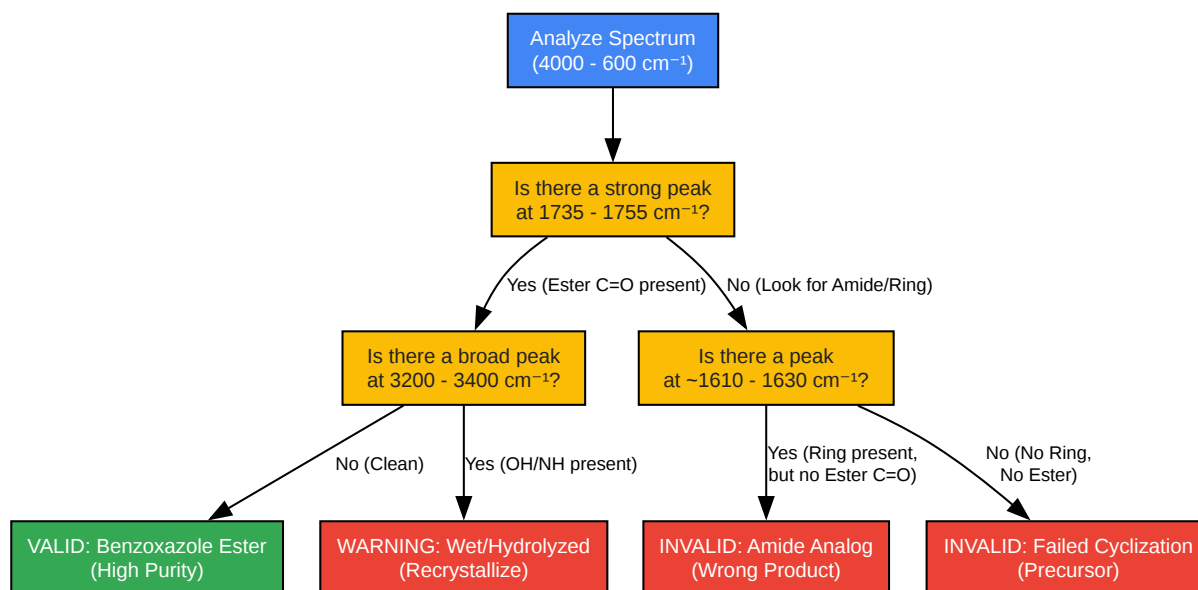 Analyze Spectrum
(4000 - 600 cm⁻¹)
Is there a strong peak
at 1735 - 1755 cm⁻¹?
Yes (Ester C=O present)
No (Look for Amide/Ring)
Is there a broad peak
at 3200 - 3400 cm⁻¹?
Is there a peak
at ~1610 - 1630 cm⁻¹?
No (Clean)
Yes (OH/NH present)
Yes (Ring present,
but no Ester C=O)
No (No Ring,
No Ester)
VALID: Benzoxazole Ester
(High Purity)
WARNING: Wet/Hydrolyzed
(Recrystallize)
INVALID: Amide Analog
(Wrong Product)
INVALID: Failed Cyclization
(Precursor)